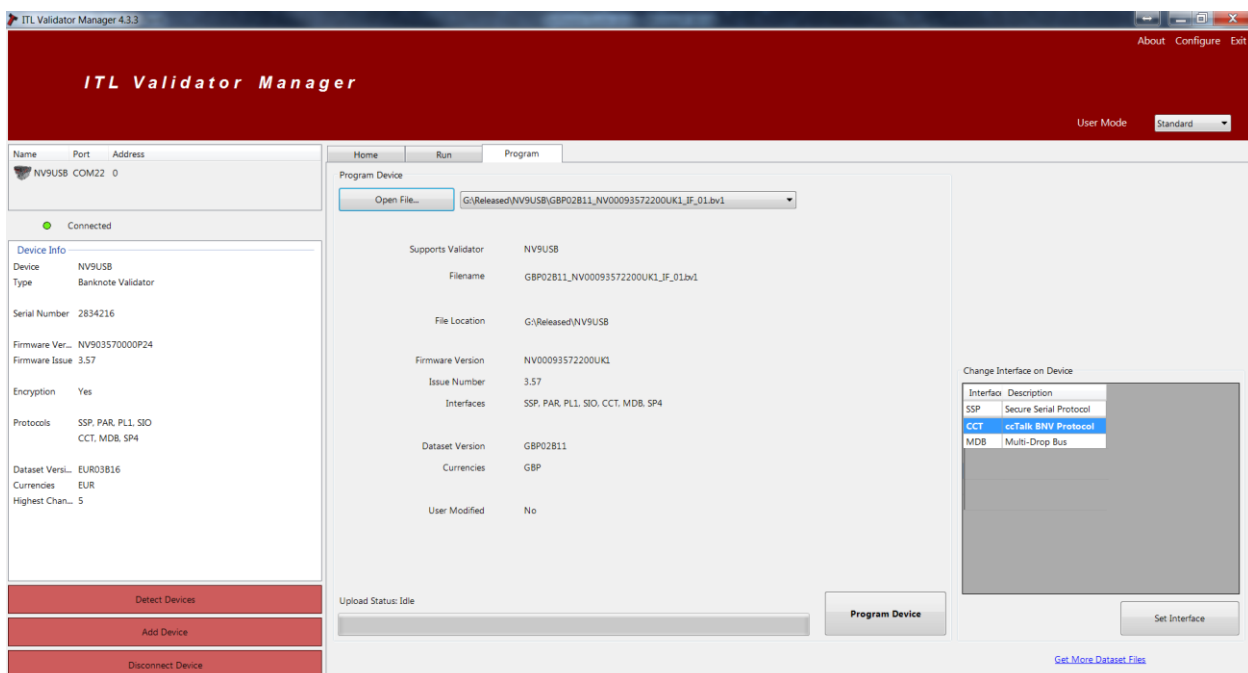 ITL Validator Manager 4.3.3
About Configure Exit
ITL Validator Manager
User Mode Standard
Name Port Address
NV9USB COM22 0
Connected
Device Info
Device NV9USB
Type Banknote Validator
Serial Number 2834216
Firmware Ver... NV903570000P24
Firmware Issue 3.57
Encryption Yes
Protocols SSP, PAR, PL1, SIO
CCT, MDB, SP4
Dataset Versi... EUR03B16
Currencies EUR
Highest Chan... 5
Detect Devices
Add Device
Disconnect Device
Home Run Program
Program Device
Open File... G:\Released\NV9USB\GBP02B11_NV00093572200UK1_IF_01.bv1
Supports Validator NV9USB
Filename GBP02B11_NV00093572200UK1_IF_01.bv1
File Location G:\Released\NV9USB
Firmware Version NV00093572200UK1
Issue Number 3.57
Interfaces SSP, PAR, PL1, SIO, CCT, MDB, SP4
Dataset Version GBP02B11
Currencies GBP
User Modified No
Upload Status: Idle
Program Device
Change Interface on Device
Interfac Description
SSP Secure Serial Protocol
CCT ccTalk BNV Protocol
MDB Multi-Drop Bus
Set Interface
Get More Dataset Files